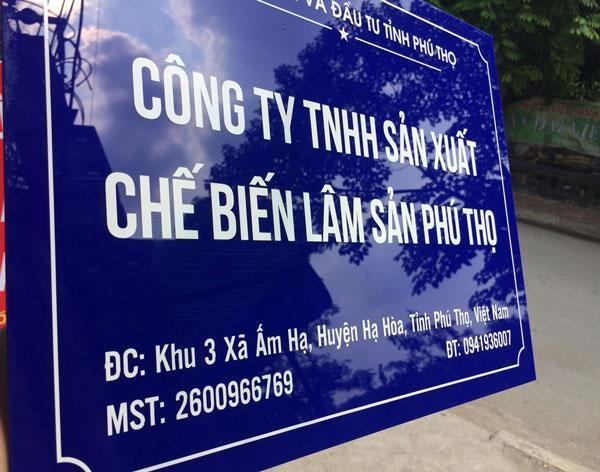 VÀ ĐẦU TƯ TỈNH PHÚ THỌ
CÔNG TY TNHH SẢN XUẤT
CHẾ BIẾN LÂM SẢN PHÚ THỌ
ĐC: Khu 3 Xã Ấm Hạ, Huyện Hạ Hòa, Tỉnh Phú Thọ, Việt Nam
MST: 2600966769
ĐT: 0941936007